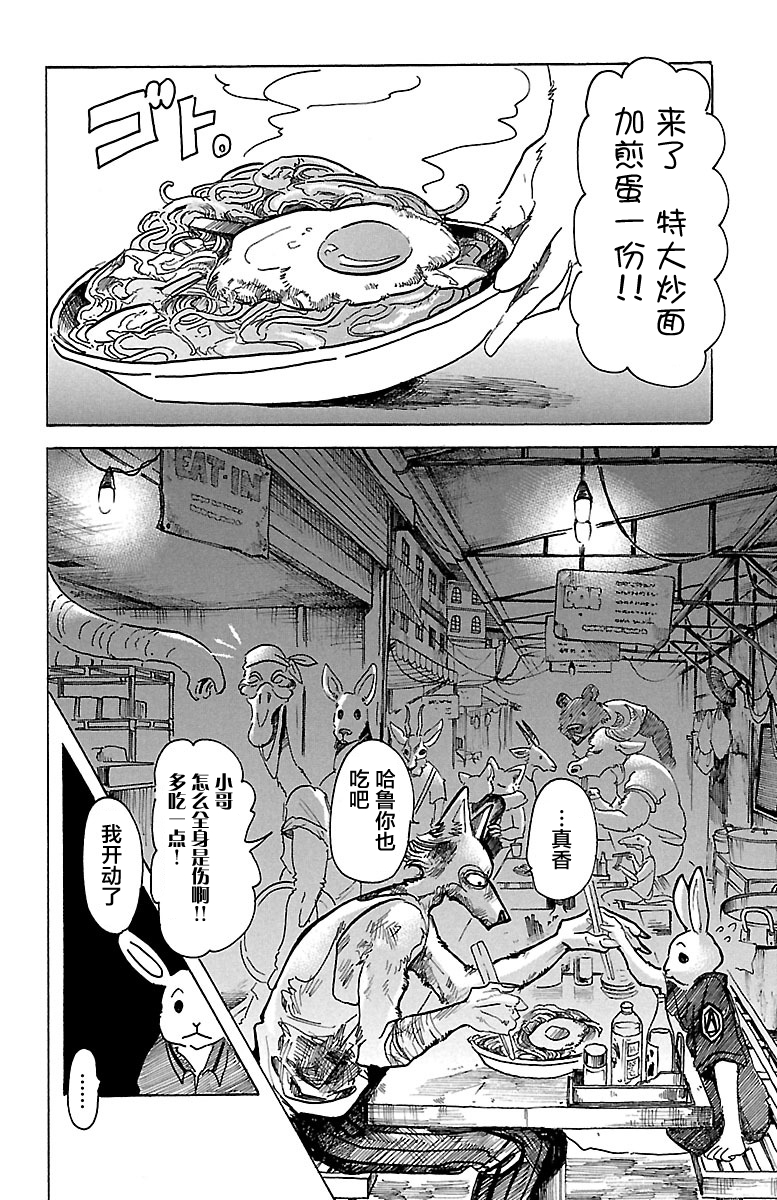 来了 特大炒面
加煎蛋一份!!
ゴト。
EAT-IN
…真香
哈鲁你也
吃吧
小哥
怎么全身是伤啊!!
多吃一点!
我开动了
……